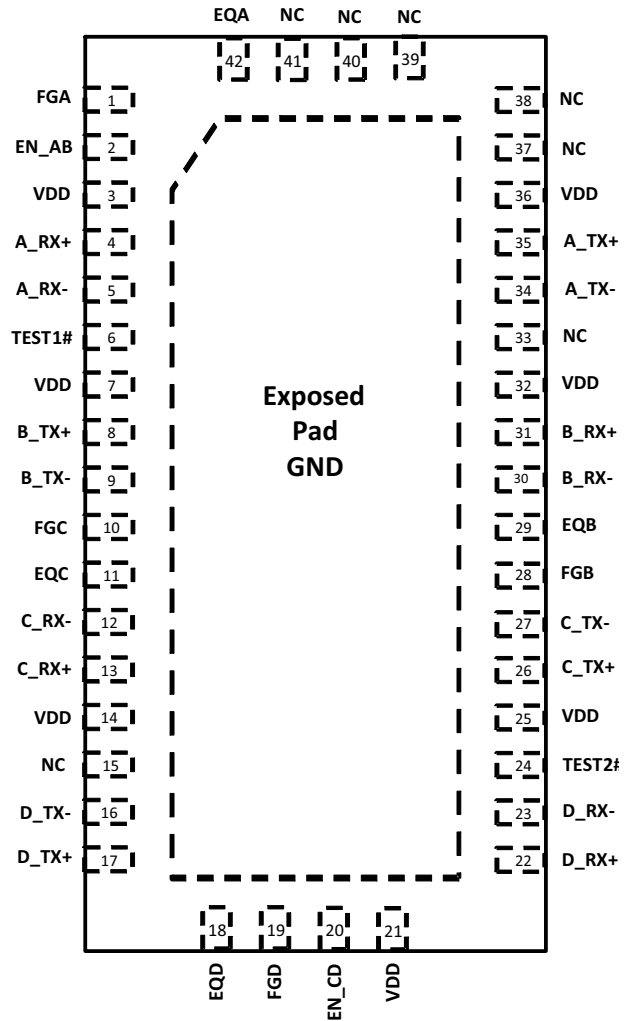 EQA NC NC NC
42 41 40 39
FGA 1 38 NC
EN_AB 2 37 NC
VDD 3 36 VDD
A_RX+ 4 35 A_TX+
A_RX- 5 34 A_TX-
TEST1# 6 33 NC
VDD 7 32 VDD
B_TX+ 8 31 B_RX+
B_TX- 9 30 B_RX-
FGC 10 29 EQB
EQC 11 28 FGB
C_RX- 12 27 C_TX-
C_RX+ 13 26 C_TX+
VDD 14 25 VDD
NC 15 24 TEST2#
D_TX- 16 23 D_RX-
D_TX+ 17 22 D_RX+
Exposed
Pad
GND
18 19 20 21
EQD FGD EN_CD VDD